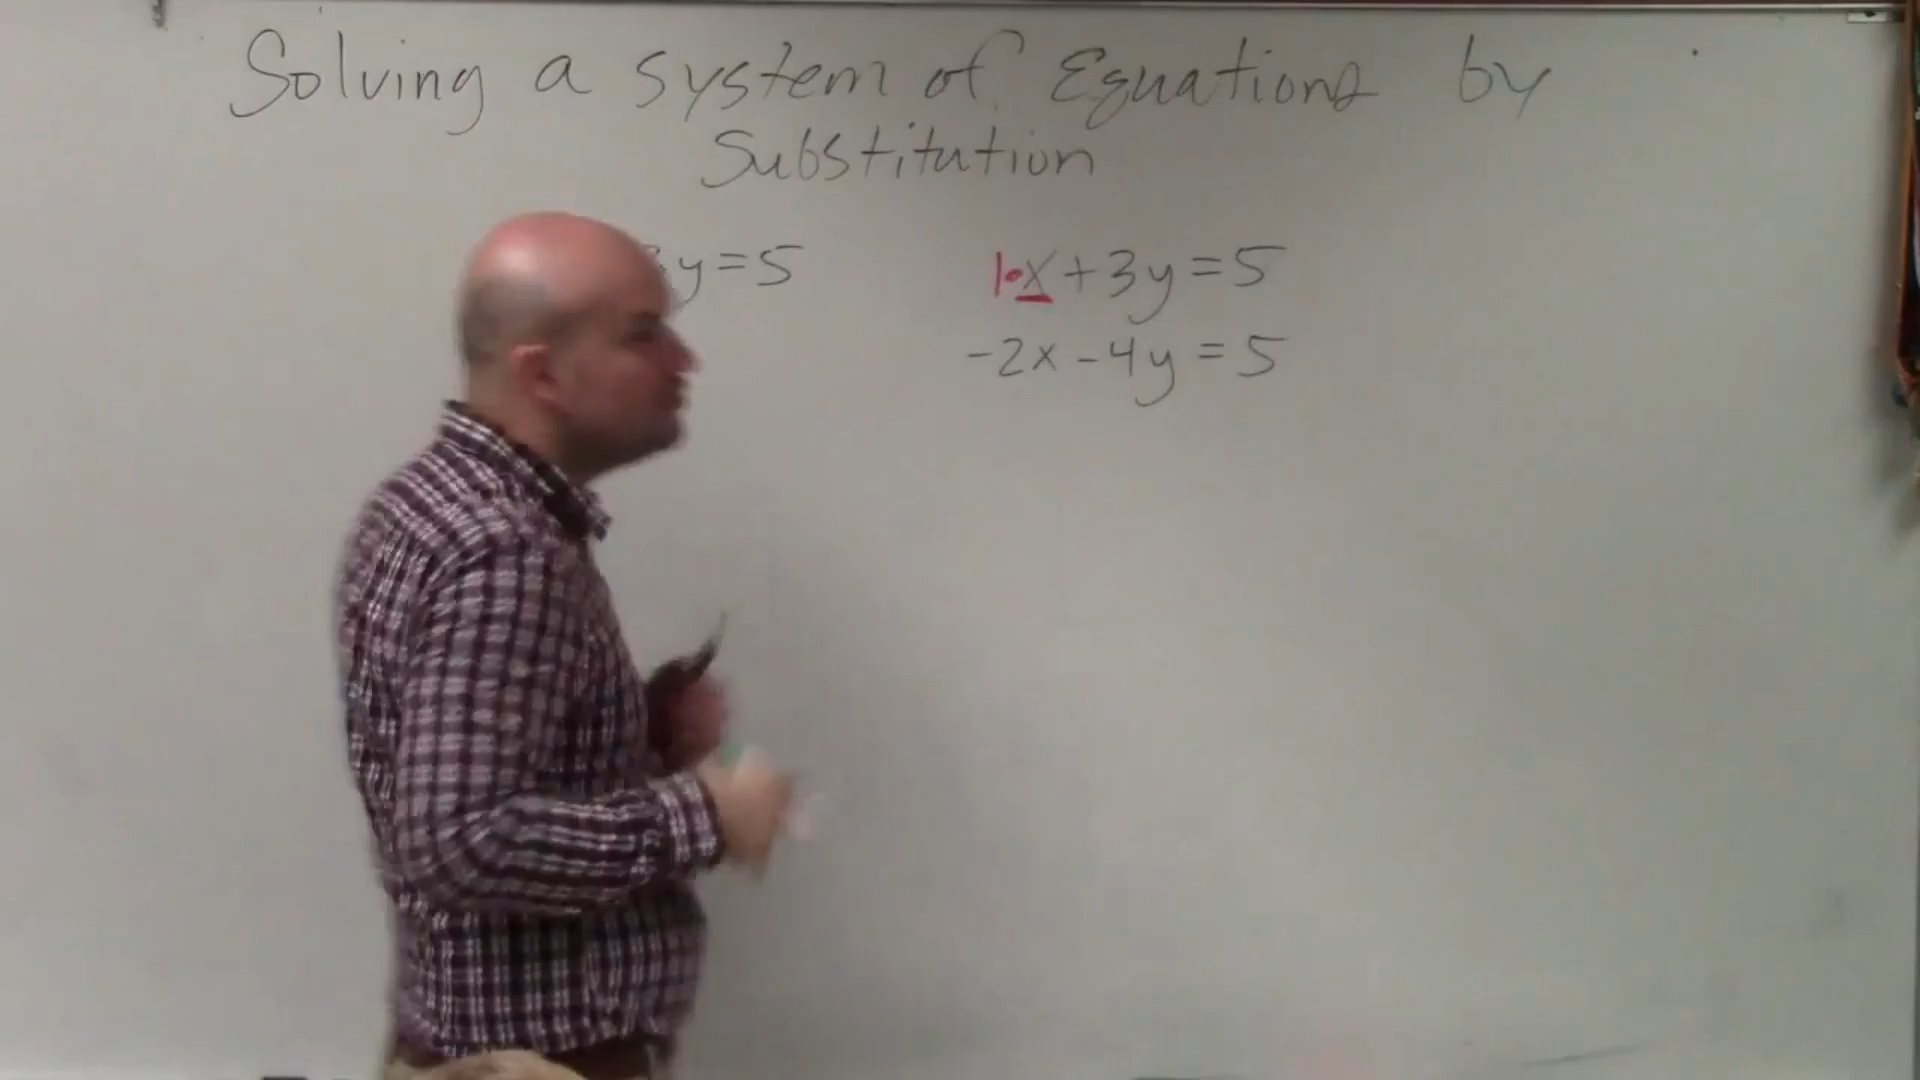 Solving a system of Equations by
Substitution
y=5
1•x+3y=5
-2x-4y=5